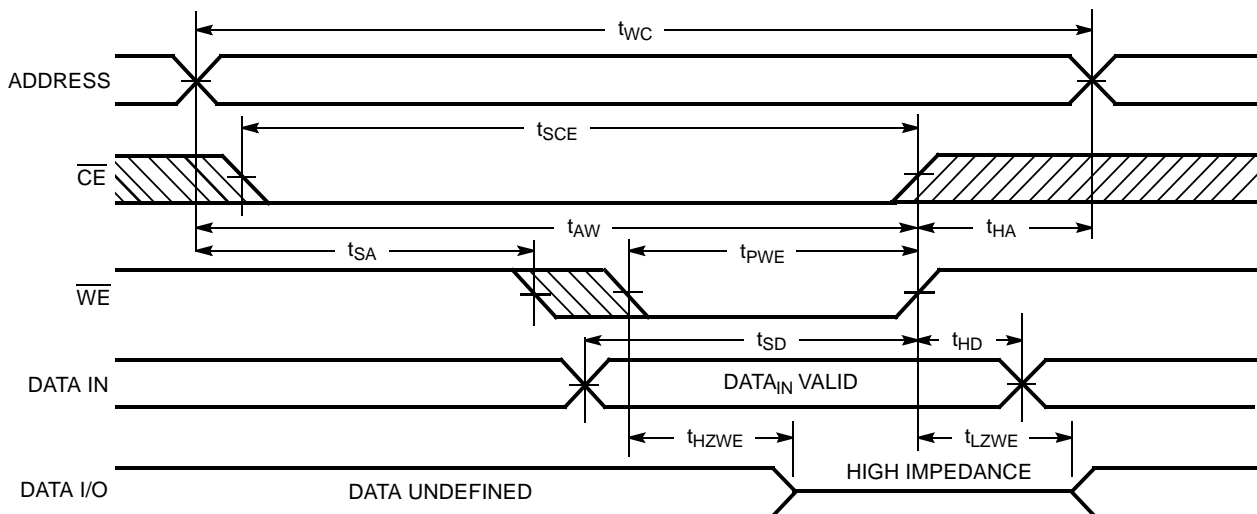 tWC
ADDRESS
tSCE
CE
tAW
tHA
tSA
tPWE
WE
tSD
tHD
DATA IN
DATAIN VALID
tHZWE
tLZWE
HIGH IMPEDANCE
DATA I/O
DATA UNDEFINED